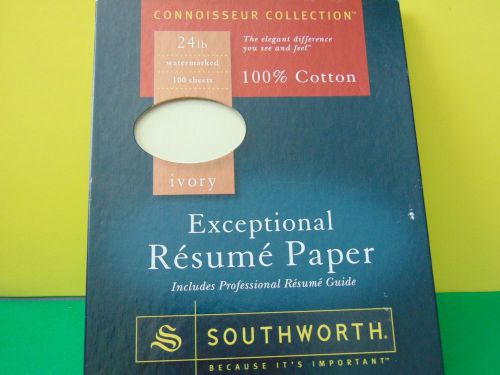 CONNOISSEUR COLLECTION™
24lb
watermarked
100 sheets
The elegant difference
you see and feel™
100% Cotton
ivory
Exceptional
Résumé Paper
Includes Professional Résumé Guide
S
SOUTHWORTH®
BECAUSE IT'S IMPORTANT™